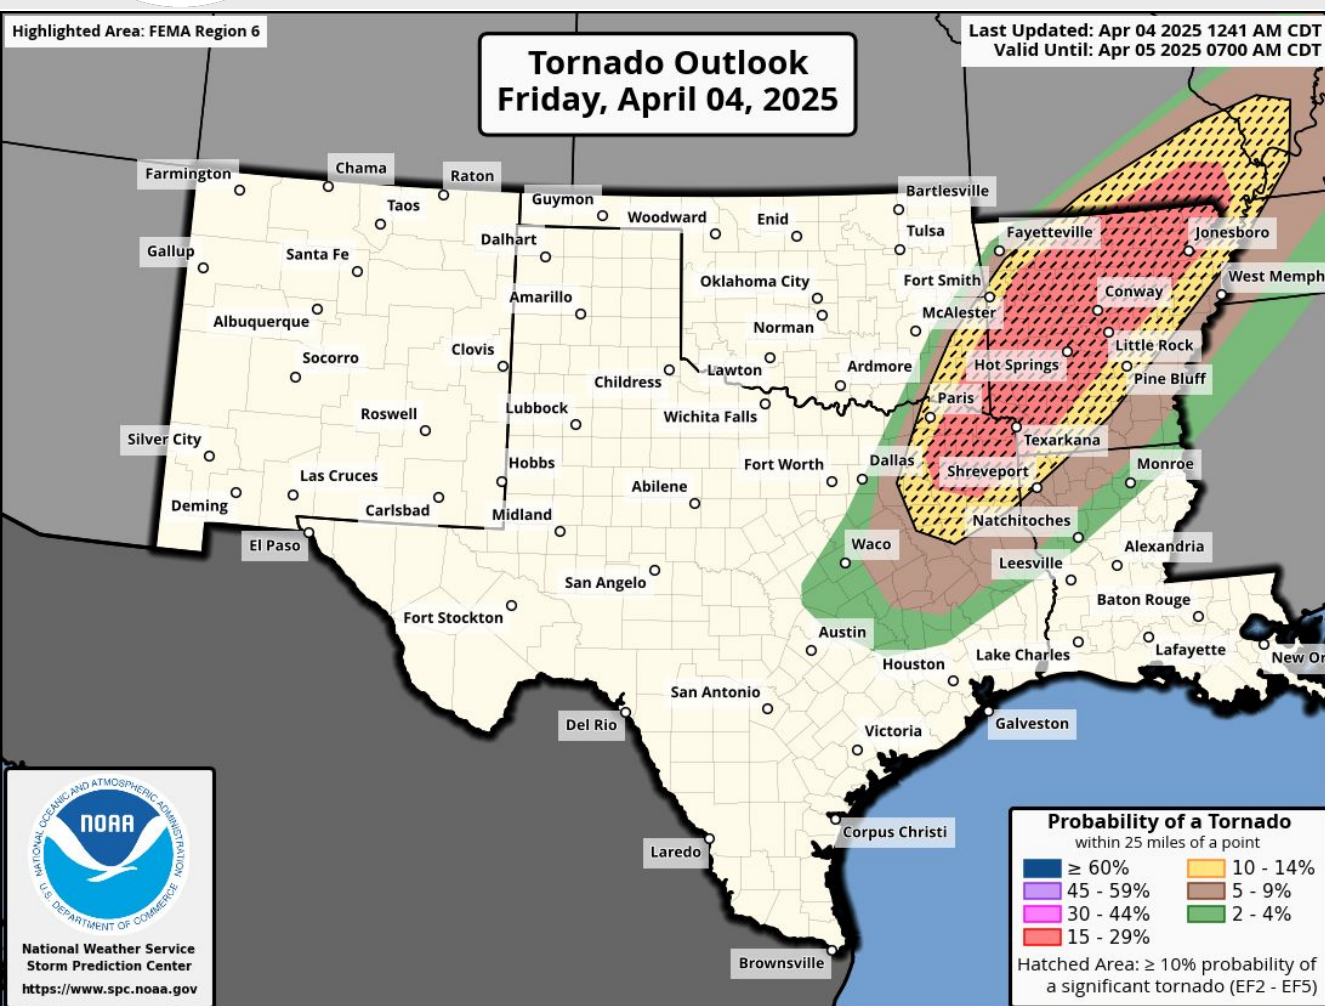 Highlighted Area: FEMA Region 6
Last Updated: Apr 04 2025 1241 AM CDT
Valid Until: Apr 05 2025 0700 AM CDT
Tornado Outlook
Friday, April 04, 2025
Farmington
Chama
Raton
Taos
Guymon
Woodward
Enid
Bartlesville
Tulsa
Fayetteville
Jonesboro
Gallup
Santa Fe
Dalhart
Oklahoma City
Fort Smith
West Memph
Amarillo
Conway
Albuquerque
Norman
McAlester
Socorro
Clovis
Little Rock
Childress
Lawton
Ardmore
Hot Springs
Pine Bluff
Roswell
Lubbock
Wichita Falls
Paris
Silver City
Texarkana
Las Cruces
Hobbs
Fort Worth
Dallas
Shreveport
Monroe
Deming
Carlsbad
Abilene
Midland
Natchitoches
El Paso
Waco
Alexandria
San Angelo
Leesville
Fort Stockton
Baton Rouge
Austin
Houston
Lake Charles
Lafayette
New Or
San Antonio
Del Rio
Galveston
Victoria
Corpus Christi
Laredo
Brownsville
NATIONAL OCEANIC AND ATMOSPHERIC ADMINISTRATION
NOAA
U.S. DEPARTMENT OF COMMERCE
National Weather Service
Storm Prediction Center
https://www.spc.noaa.gov
Probability of a Tornado
within 25 miles of a point
≥ 60%
45 - 59%
30 - 44%
15 - 29%
10 - 14%
5 - 9%
2 - 4%
Hatched Area: ≥ 10% probability of
a significant tornado (EF2 - EF5)